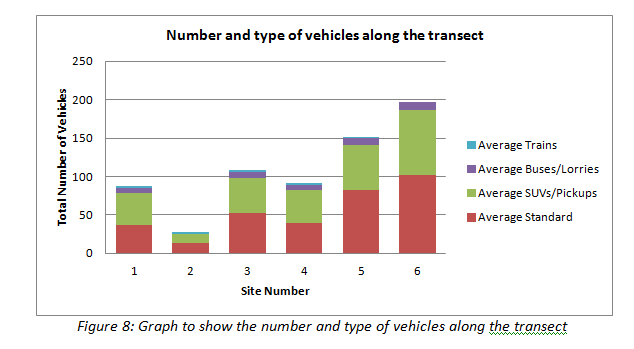 Number and type of vehicles along the transect
Total Number of Vehicles
250
200
150
100
50
0
1 2 3 4 5 6
Site Number
Average Trains
Average Buses/Lorries
Average SUVs/Pickups
Average Standard
Figure 8: Graph to show the number and type of vehicles along the transect